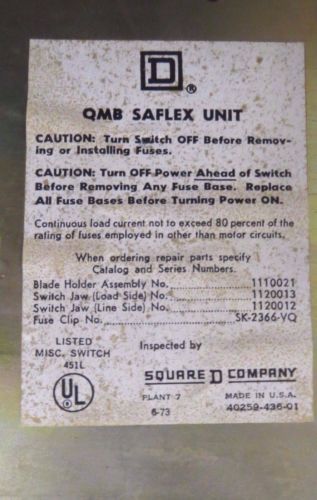 D
®
QMB SAFLEX UNIT
CAUTION: Turn Switch OFF Before Remov-
ing or Installing Fuses.
CAUTION: Turn OFF Power Ahead of Switch
Before Removing Any Fuse Base. Replace
All Fuse Bases Before Turning Power ON.
Continuous load current not to exceed 80 percent of the
rating of fuses employed in other than motor circuits.
When ordering repair parts specify
Catalog and Series Numbers.
Blade Holder Assembly No. 1110021
Switch Jaw (Load Side) No. 1120013
Switch Jaw (Line Side) No. 1120012
Fuse Clip No. SK-2366-VQ
LISTED
MISC. SWITCH
451L
UL
®
Inspected by
SQUARE D COMPANY
PLANT 7 MADE IN U.S.A.
6-73 40259-436-01